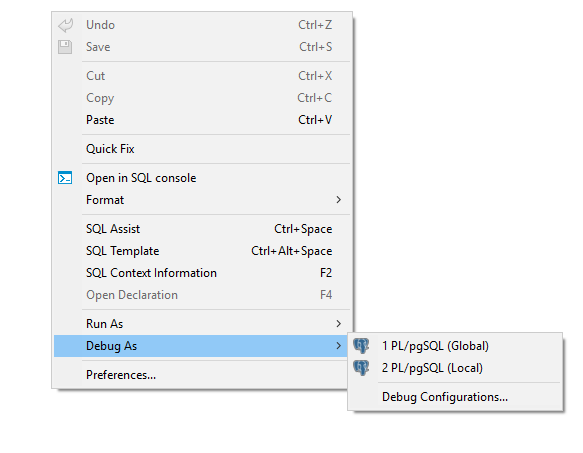 Undo Ctrl+Z
Save Ctrl+S
Cut Ctrl+X
Copy Ctrl+C
Paste Ctrl+V
Quick Fix
Open in SQL console
Format
SQL Assist Ctrl+Space
SQL Template Ctrl+Alt+Space
SQL Context Information F2
Open Declaration F4
Run As
Debug As
Preferences...
1 PL/pgSQL (Global)
2 PL/pgSQL (Local)
Debug Configurations...